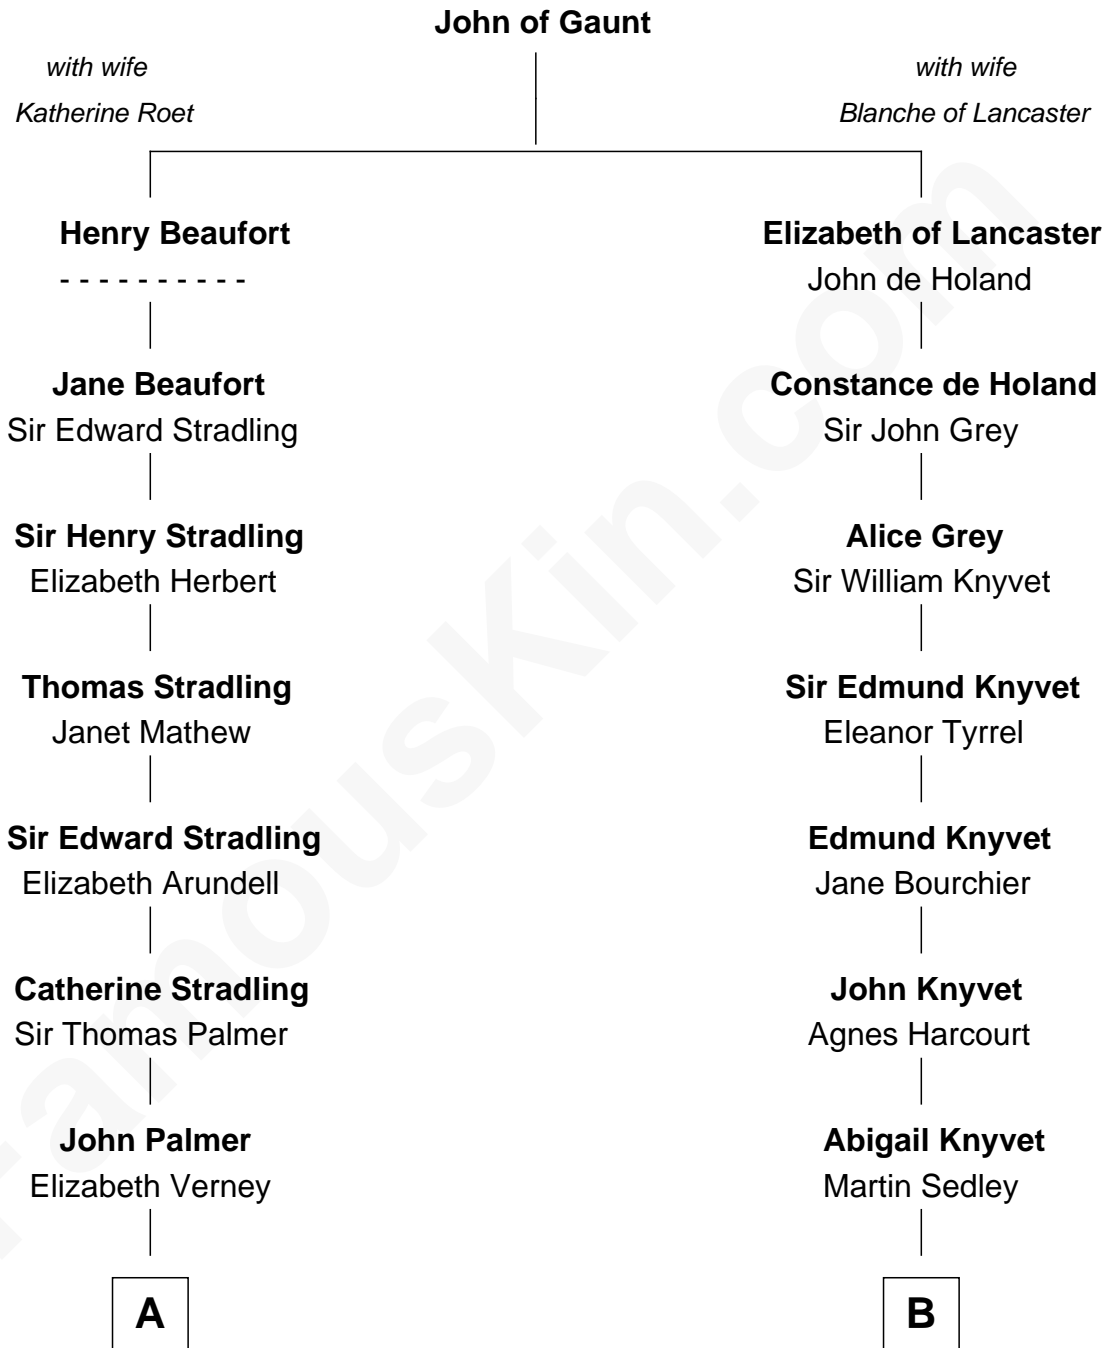 John of Gaunt
with wife
Katherine Roet
with wife
Blanche of Lancaster
Henry Beaufort
- - - - - - - - - -
Jane Beaufort
Sir Edward Stradling
Sir Henry Stradling
Elizabeth Herbert
Thomas Stradling
Janet Mathew
Sir Edward Stradling
Elizabeth Arundell
Catherine Stradling
Sir Thomas Palmer
John Palmer
Elizabeth Verney
A
Elizabeth of Lancaster
John de Holand
Constance de Holand
Sir John Grey
Alice Grey
Sir William Knyvet
Sir Edmund Knyvet
Eleanor Tyrrel
Edmund Knyvet
Jane Bourchier
John Knyvet
Agnes Harcourt
Abigail Knyvet
Martin Sedley
B
FamousKin.com